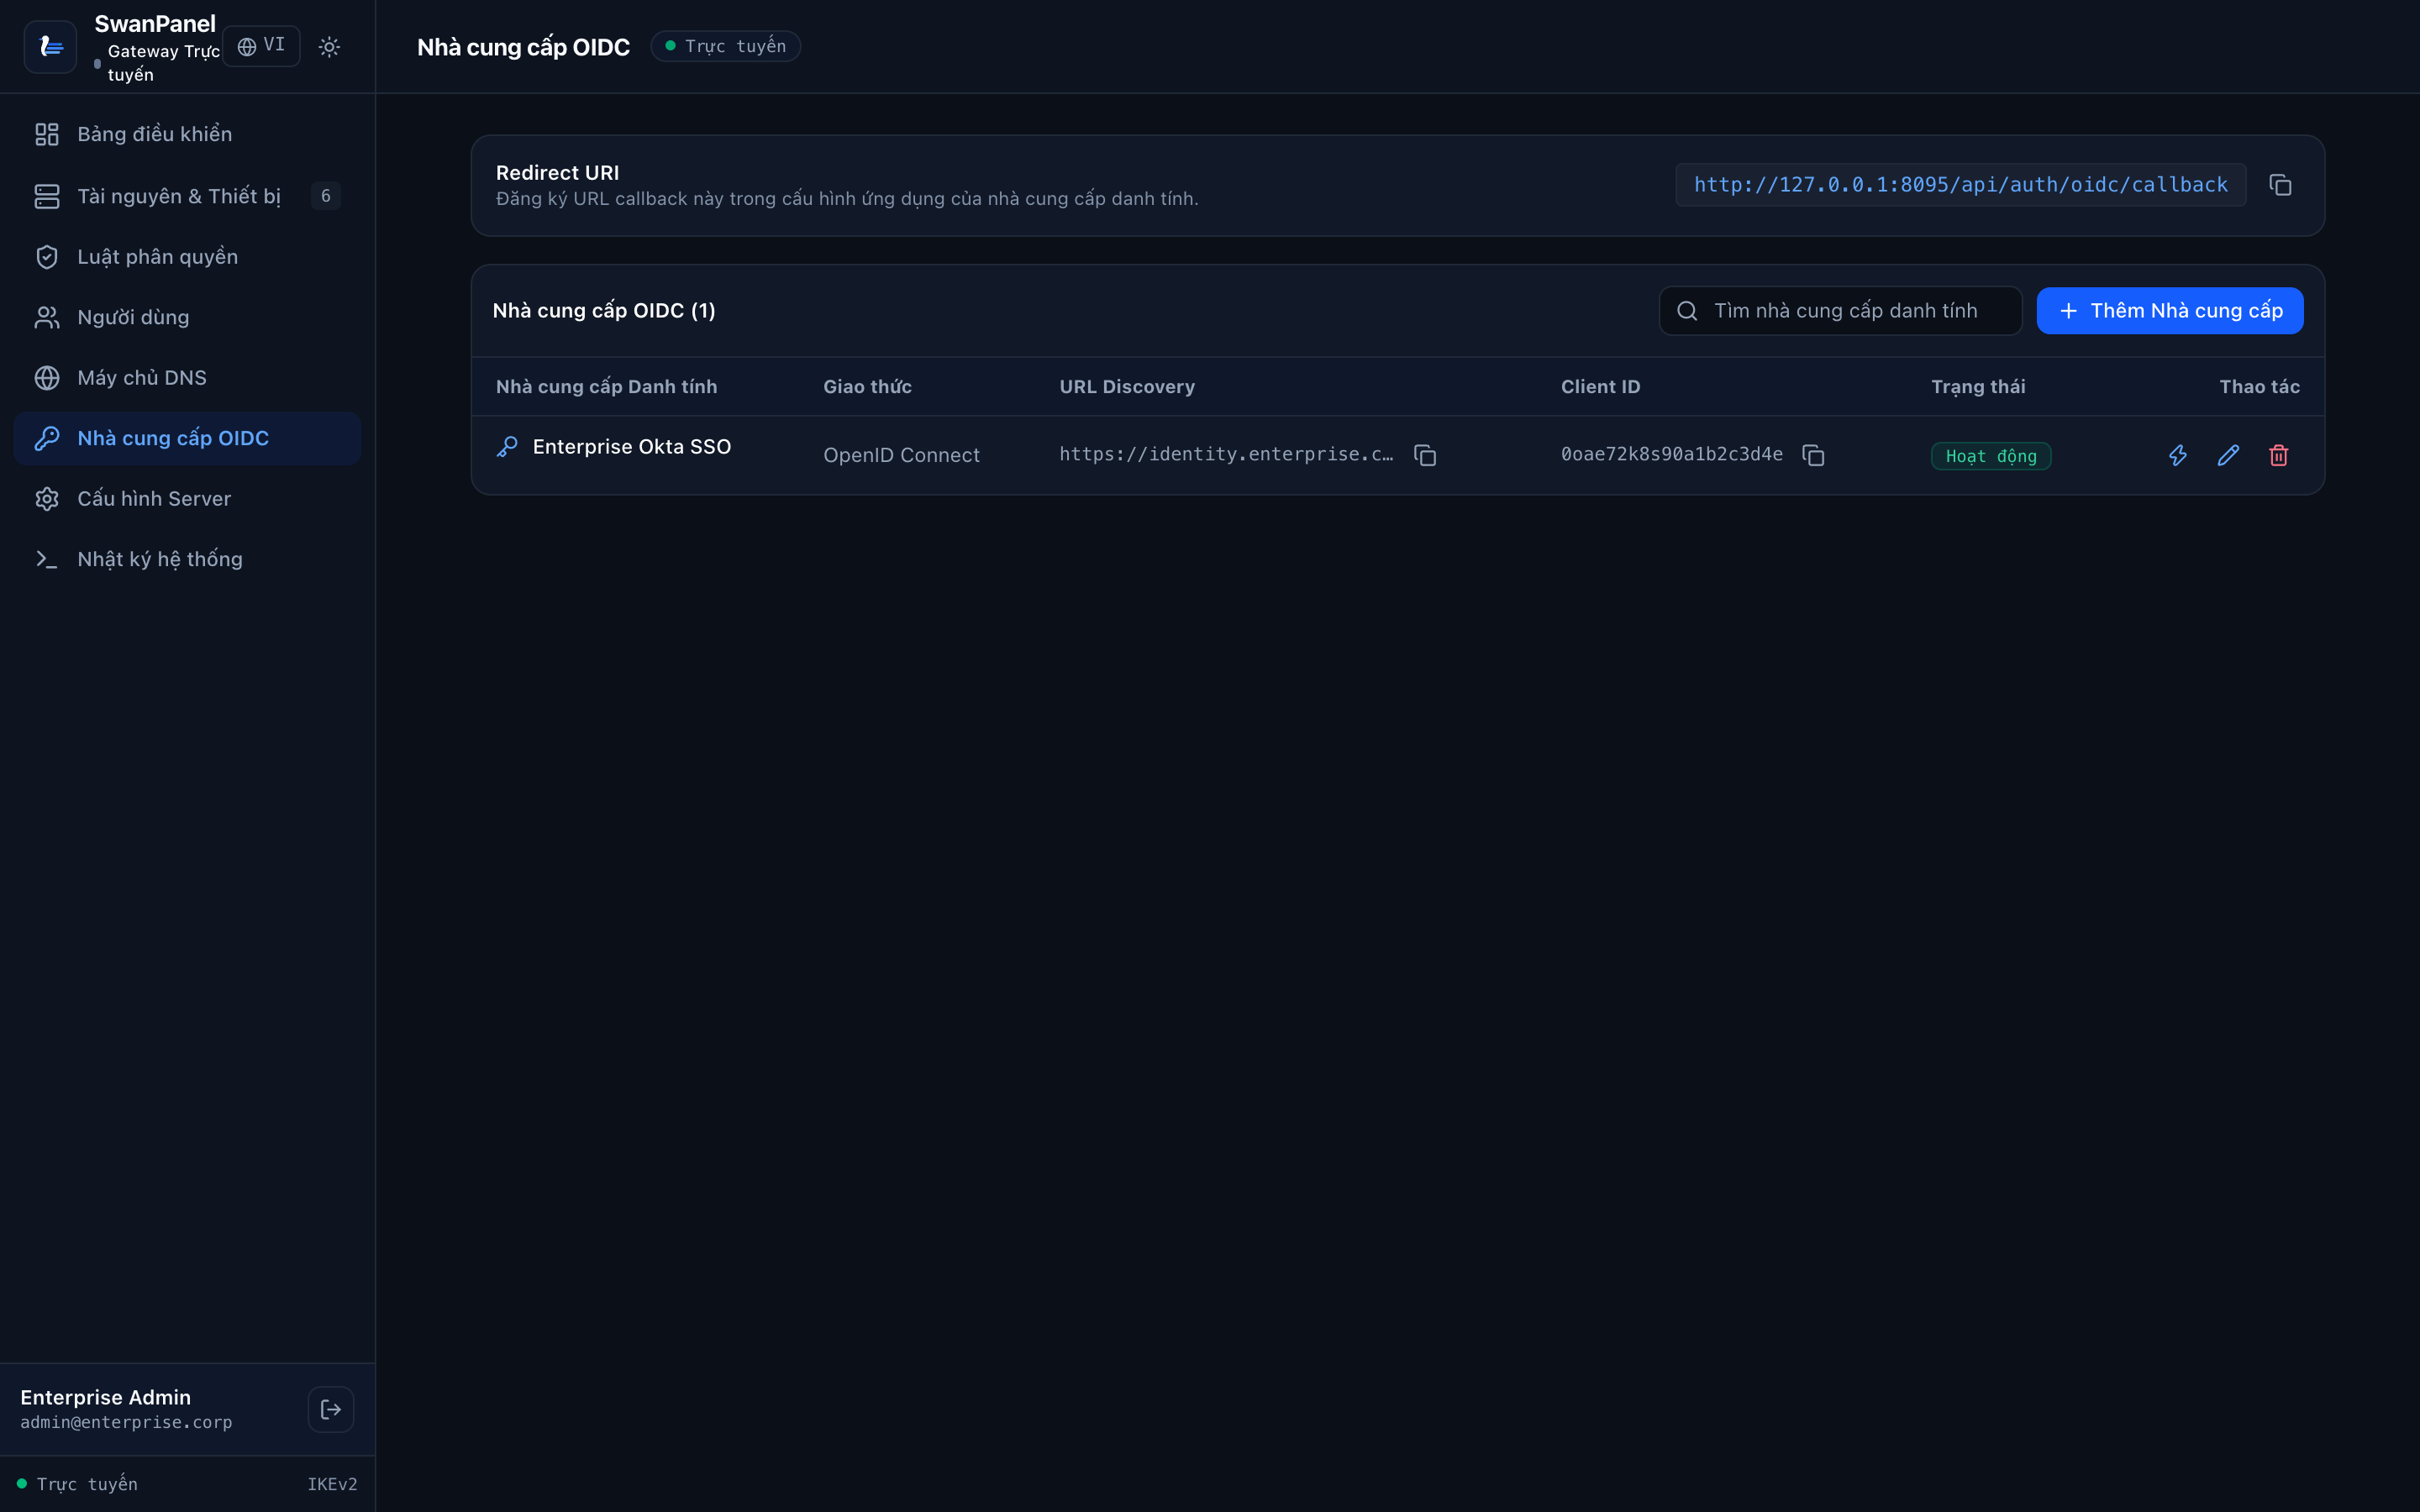 SwanPanel
Gateway Trực
tuyến
VI
Nhà cung cấp OIDC
Trực tuyến
Bảng điều khiển
Tài nguyên & Thiết bị
6
Luật phân quyền
Người dùng
Máy chủ DNS
Nhà cung cấp OIDC
Cấu hình Server
Nhật ký hệ thống
Redirect URI
Đăng ký URL callback này trong cấu hình ứng dụng của nhà cung cấp danh tính.
http://127.0.0.1:8095/api/auth/oidc/callback
Nhà cung cấp OIDC (1)
Tìm nhà cung cấp danh tính
Thêm Nhà cung cấp
Nhà cung cấp Danh tính Giao thức URL Discovery Client ID Trạng thái Thao tác
Enterprise Okta SSO OpenID Connect https://identity.enterprise.c… 0oae72k8s90a1b2c3d4e Hoạt động
Enterprise Admin
admin@enterprise.corp
Trực tuyến IKEv2